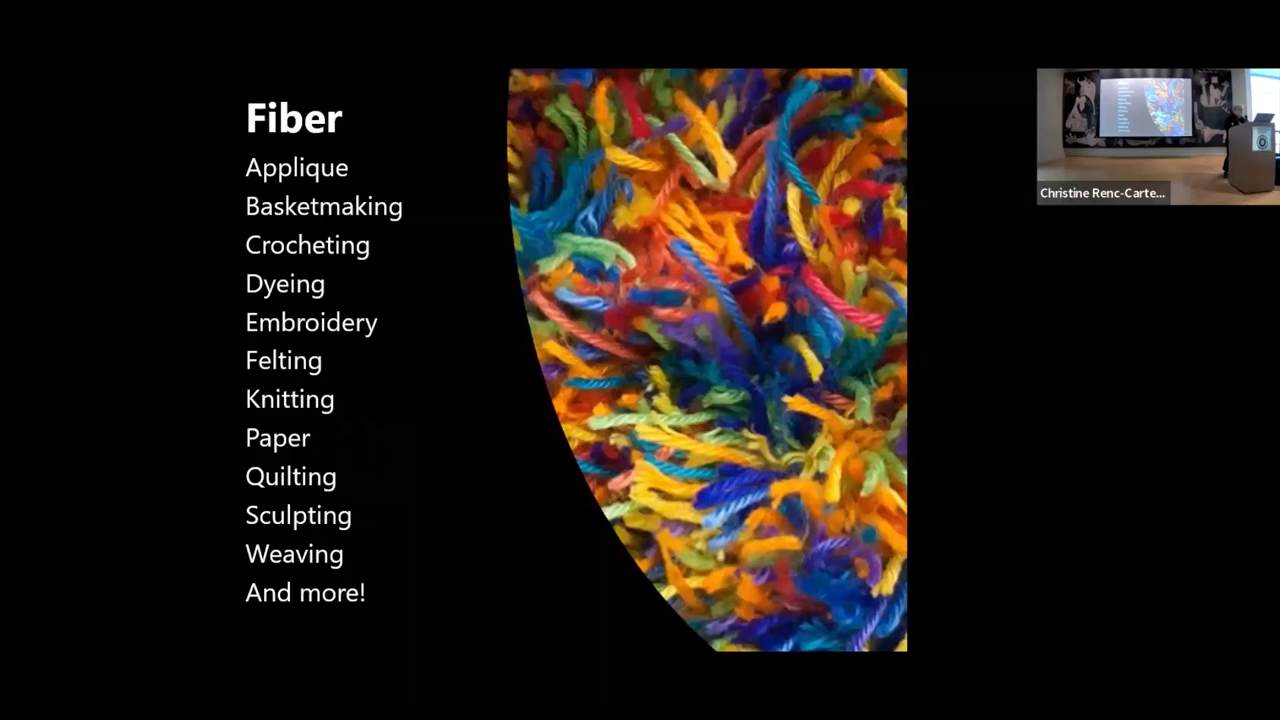 Fiber
Applique
Basketmaking
Crocheting
Dyeing
Embroidery
Felting
Knitting
Paper
Quilting
Sculpting
Weaving
And more!
Christine Renc-Carte...